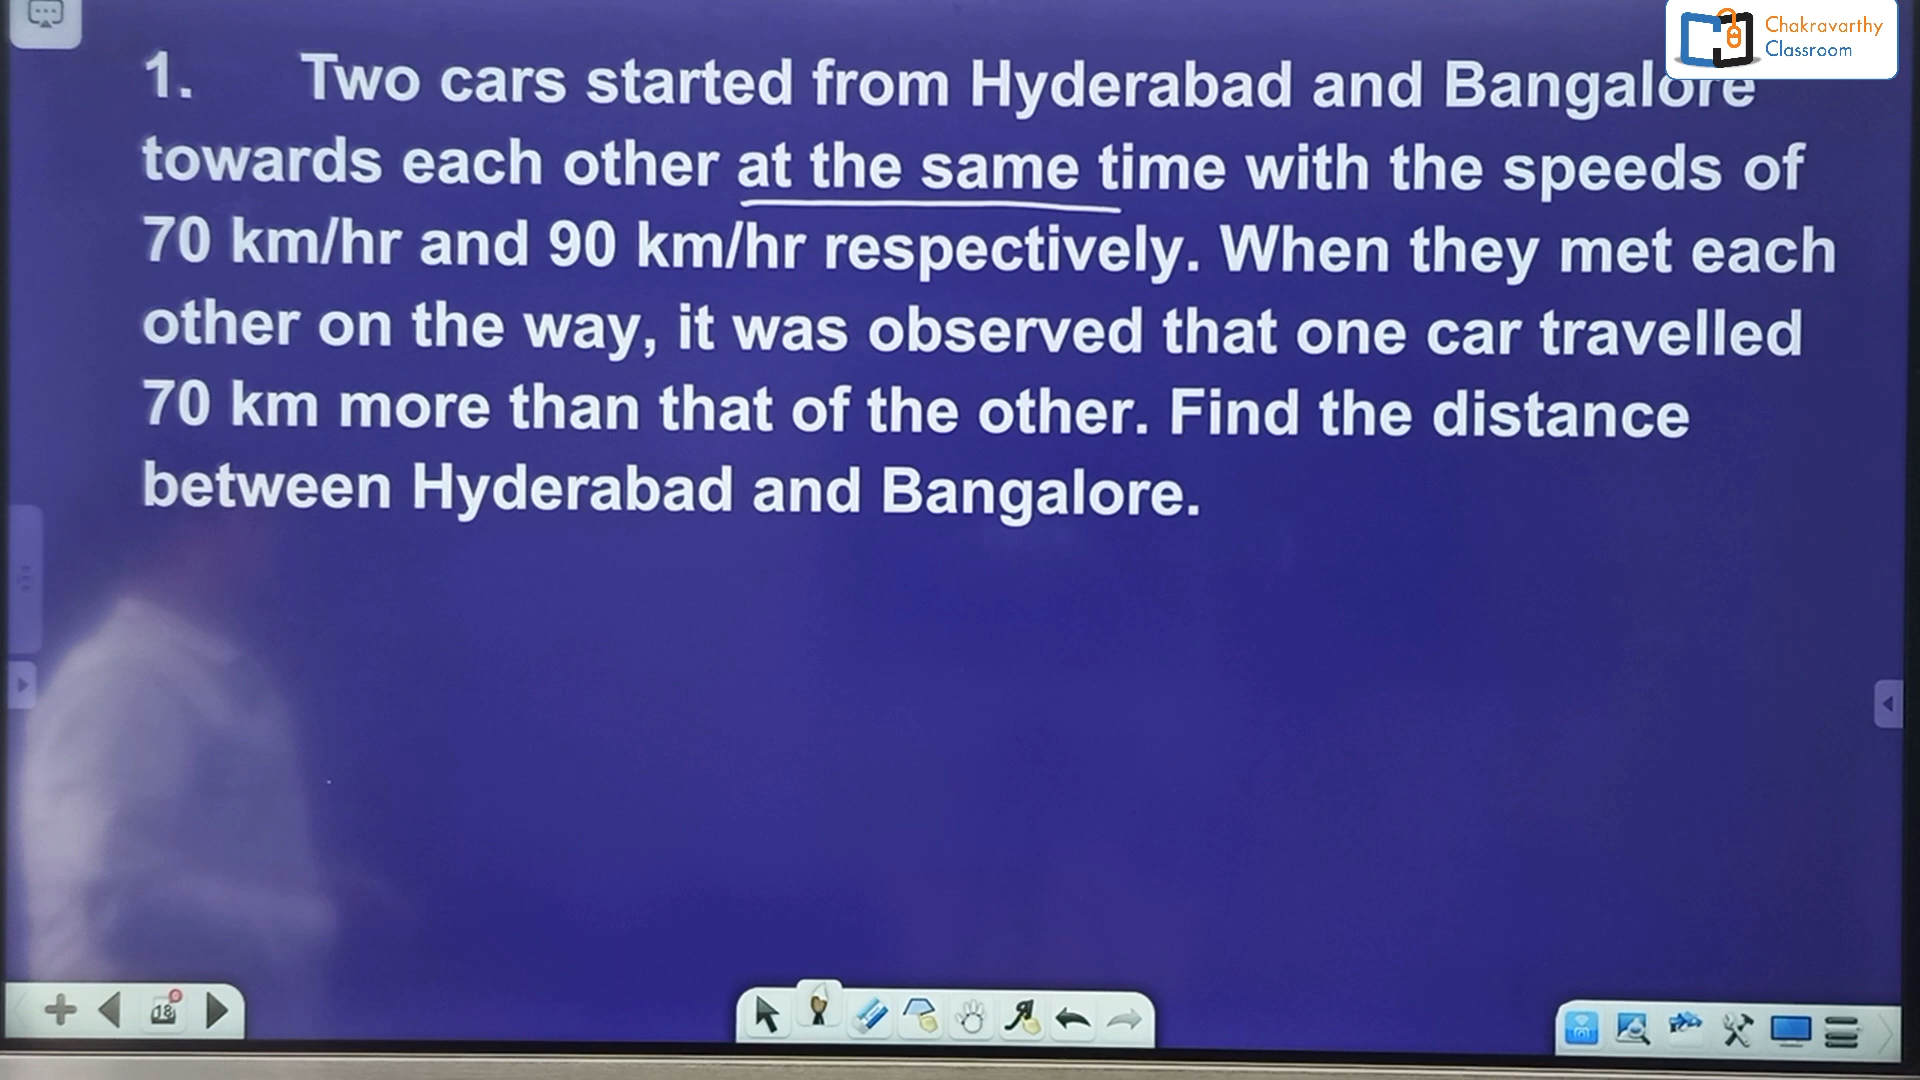 Chakravarthy
Classroom
1. Two cars started from Hyderabad and Bangalore
towards each other at the same time with the speeds of
70 km/hr and 90 km/hr respectively. When they met each
other on the way, it was observed that one car travelled
70 km more than that of the other. Find the distance
between Hyderabad and Bangalore.
18